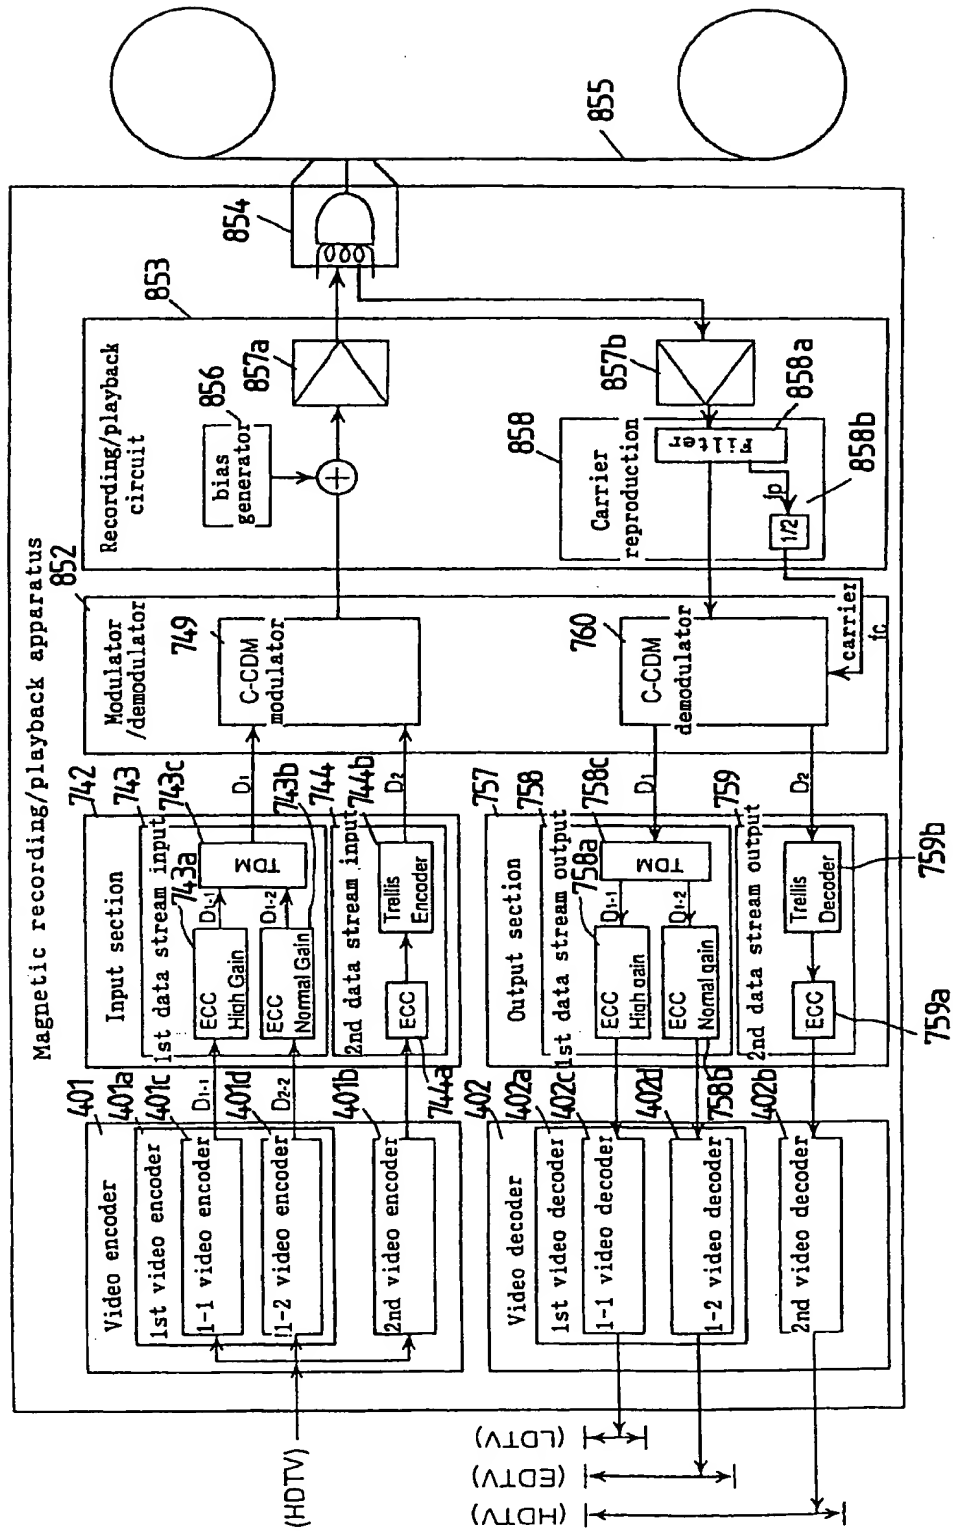 Magnetic recording/playback apparatus
(HDTV)
401
Video encoder
401a
1st video encoder
401c
1-1 video encoder
401d
1-2 video encoder
401b
2nd video encoder
D1-1
D2-2
742
Input section
743
1st data stream input
743a
ECC
High Gain
ECC
Normal Gain
743b
D1-1
D1-2
743c
TDM
744
2nd data stream input
744a
ECC
744b
Trellis
Encoder
D1
D2
852
Modulator
/demodulator
749
C-CDM
modulator
853
Recording/playback
circuit
856
bias
generator
857a
854
855
857b
858
Carrier
reproduction
858a
Fillter
fp
858b
1/2
carrier
fc
760
C-CDM
demodulator
D1
D2
757
Output section
758
1st data stream output
758c
TDM
758a
D1-1
D1-2
ECC
High gain
ECC
Normal gain
758b
759
2nd data stream output
Trellis
Decoder
759b
ECC
759a
402
Video decoder
402a
1st video decoder
402c
1-1 video decoder
402d
1-2 video decoder
402b
2nd video decoder
(LDTV)
(EDTV)
(HDTV)